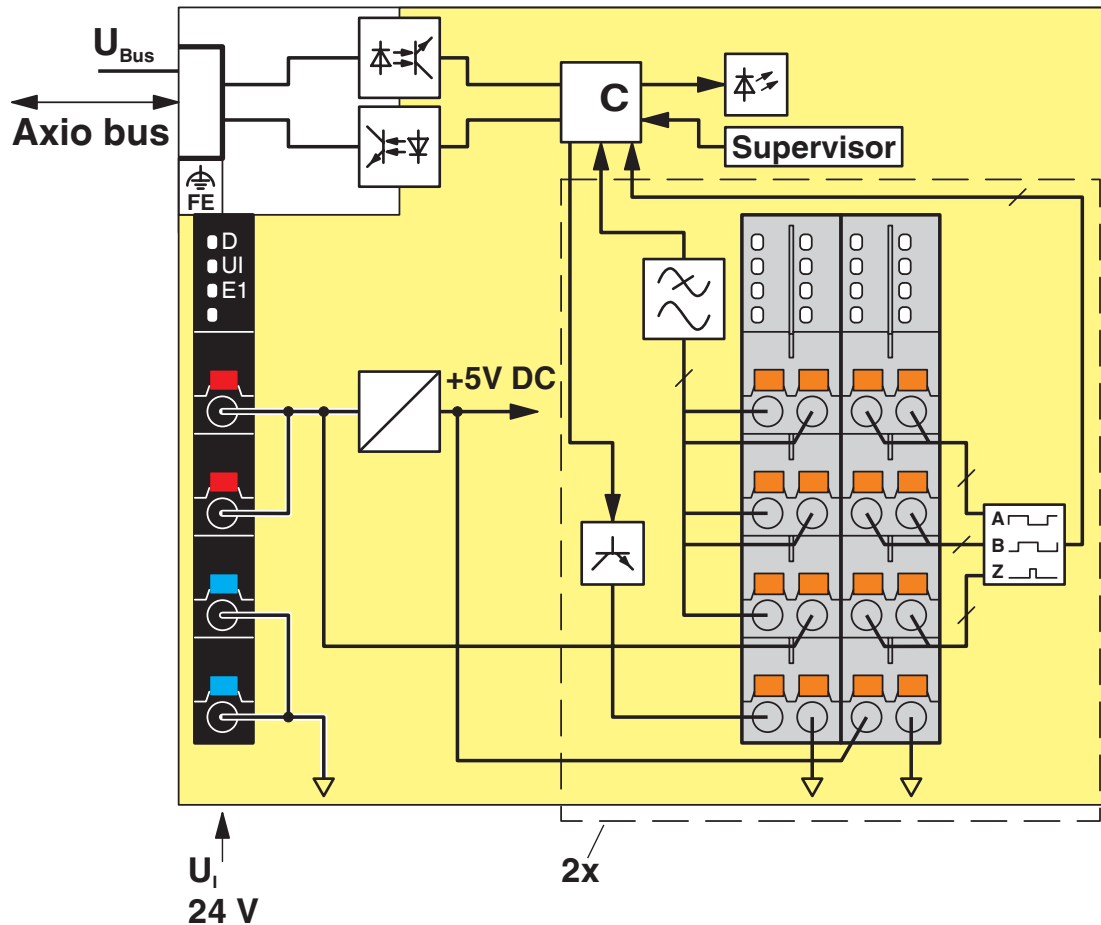 U Bus
Axio bus
C
Supervisor
FE
D
UI
E1
+5V DC
A
B
Z
U I
24 V
2x